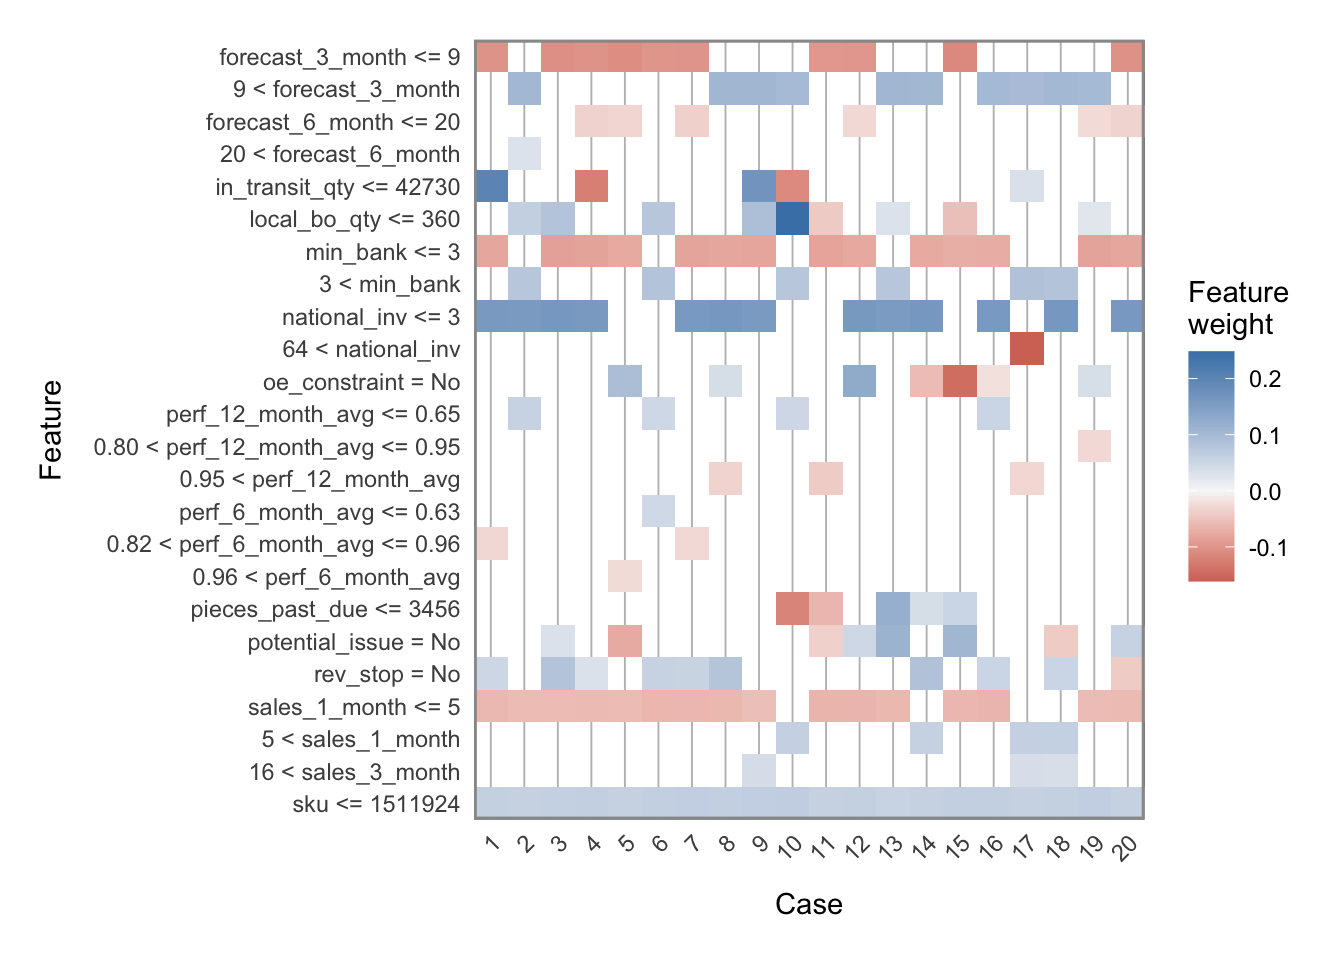 forecast_3_month <= 9
9 < forecast_3_month
forecast_6_month <= 20
20 < forecast_6_month
in_transit_qty <= 42730
local_bo_qty <= 360
min_bank <= 3
3 < min_bank
national_inv <= 3
64 < national_inv
oe_constraint = No
perf_12_month_avg <= 0.65
0.80 < perf_12_month_avg <= 0.95
0.95 < perf_12_month_avg
perf_6_month_avg <= 0.63
0.82 < perf_6_month_avg <= 0.96
0.96 < perf_6_month_avg
pieces_past_due <= 3456
potential_issue = No
rev_stop = No
sales_1_month <= 5
5 < sales_1_month
16 < sales_3_month
sku <= 1511924
Feature
1 2 3 4 5 6 7 8 9 10 11 12 13 14 15 16 17 18 19 20
Case
Feature
weight
0.2
0.1
0.0
-0.1